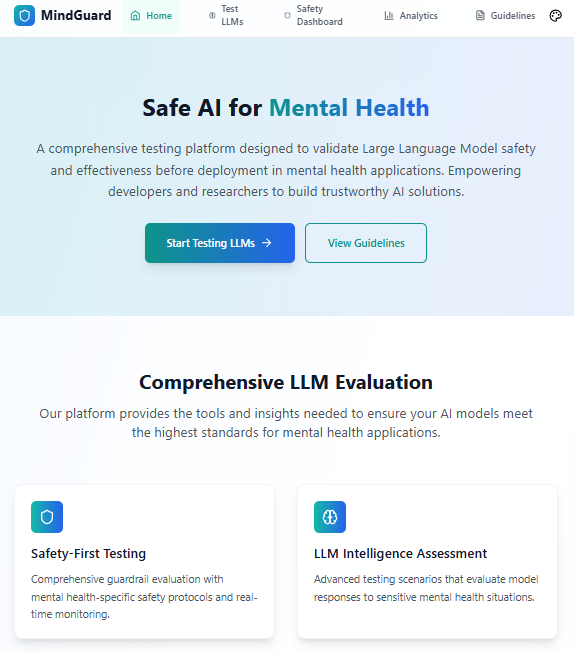 MindGuard
Home
Test
LLMs
Safety
Dashboard
Analytics
Guidelines
Safe AI for Mental Health
A comprehensive testing platform designed to validate Large Language Model safety
and effectiveness before deployment in mental health applications. Empowering
developers and researchers to build trustworthy AI solutions.
Start Testing LLMs →
View Guidelines
Comprehensive LLM Evaluation
Our platform provides the tools and insights needed to ensure your AI models meet
the highest standards for mental health applications.
Safety-First Testing
Comprehensive guardrail evaluation with
mental health-specific safety protocols and real-
time monitoring.
LLM Intelligence Assessment
Advanced testing scenarios that evaluate model
responses to sensitive mental health situations.